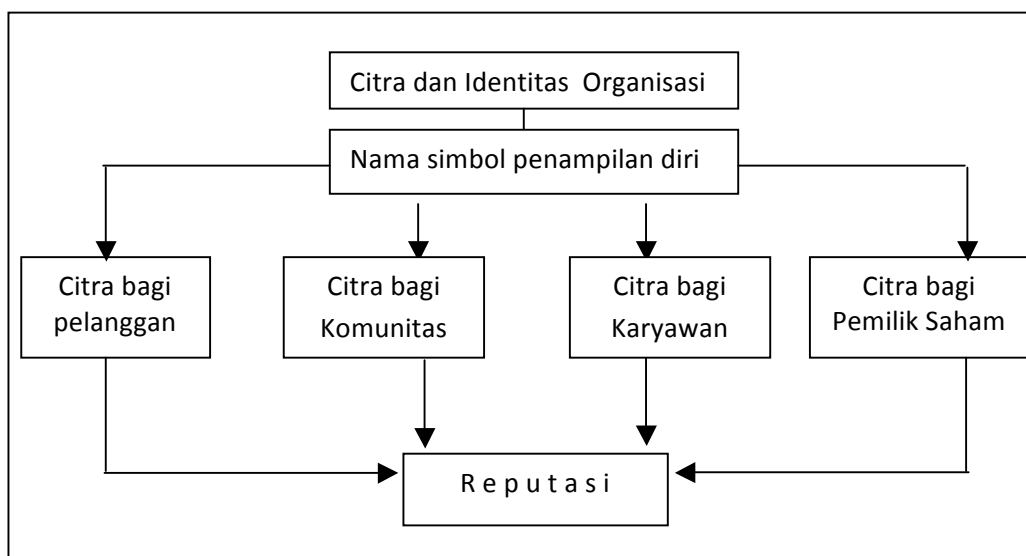 Citra dan Identitas Organisasi
Nama simbol penampilan diri
Citra bagi
pelanggan
Citra bagi
Komunitas
Citra bagi
Karyawan
Citra bagi
Pemilik Saham
R e p u t a s i